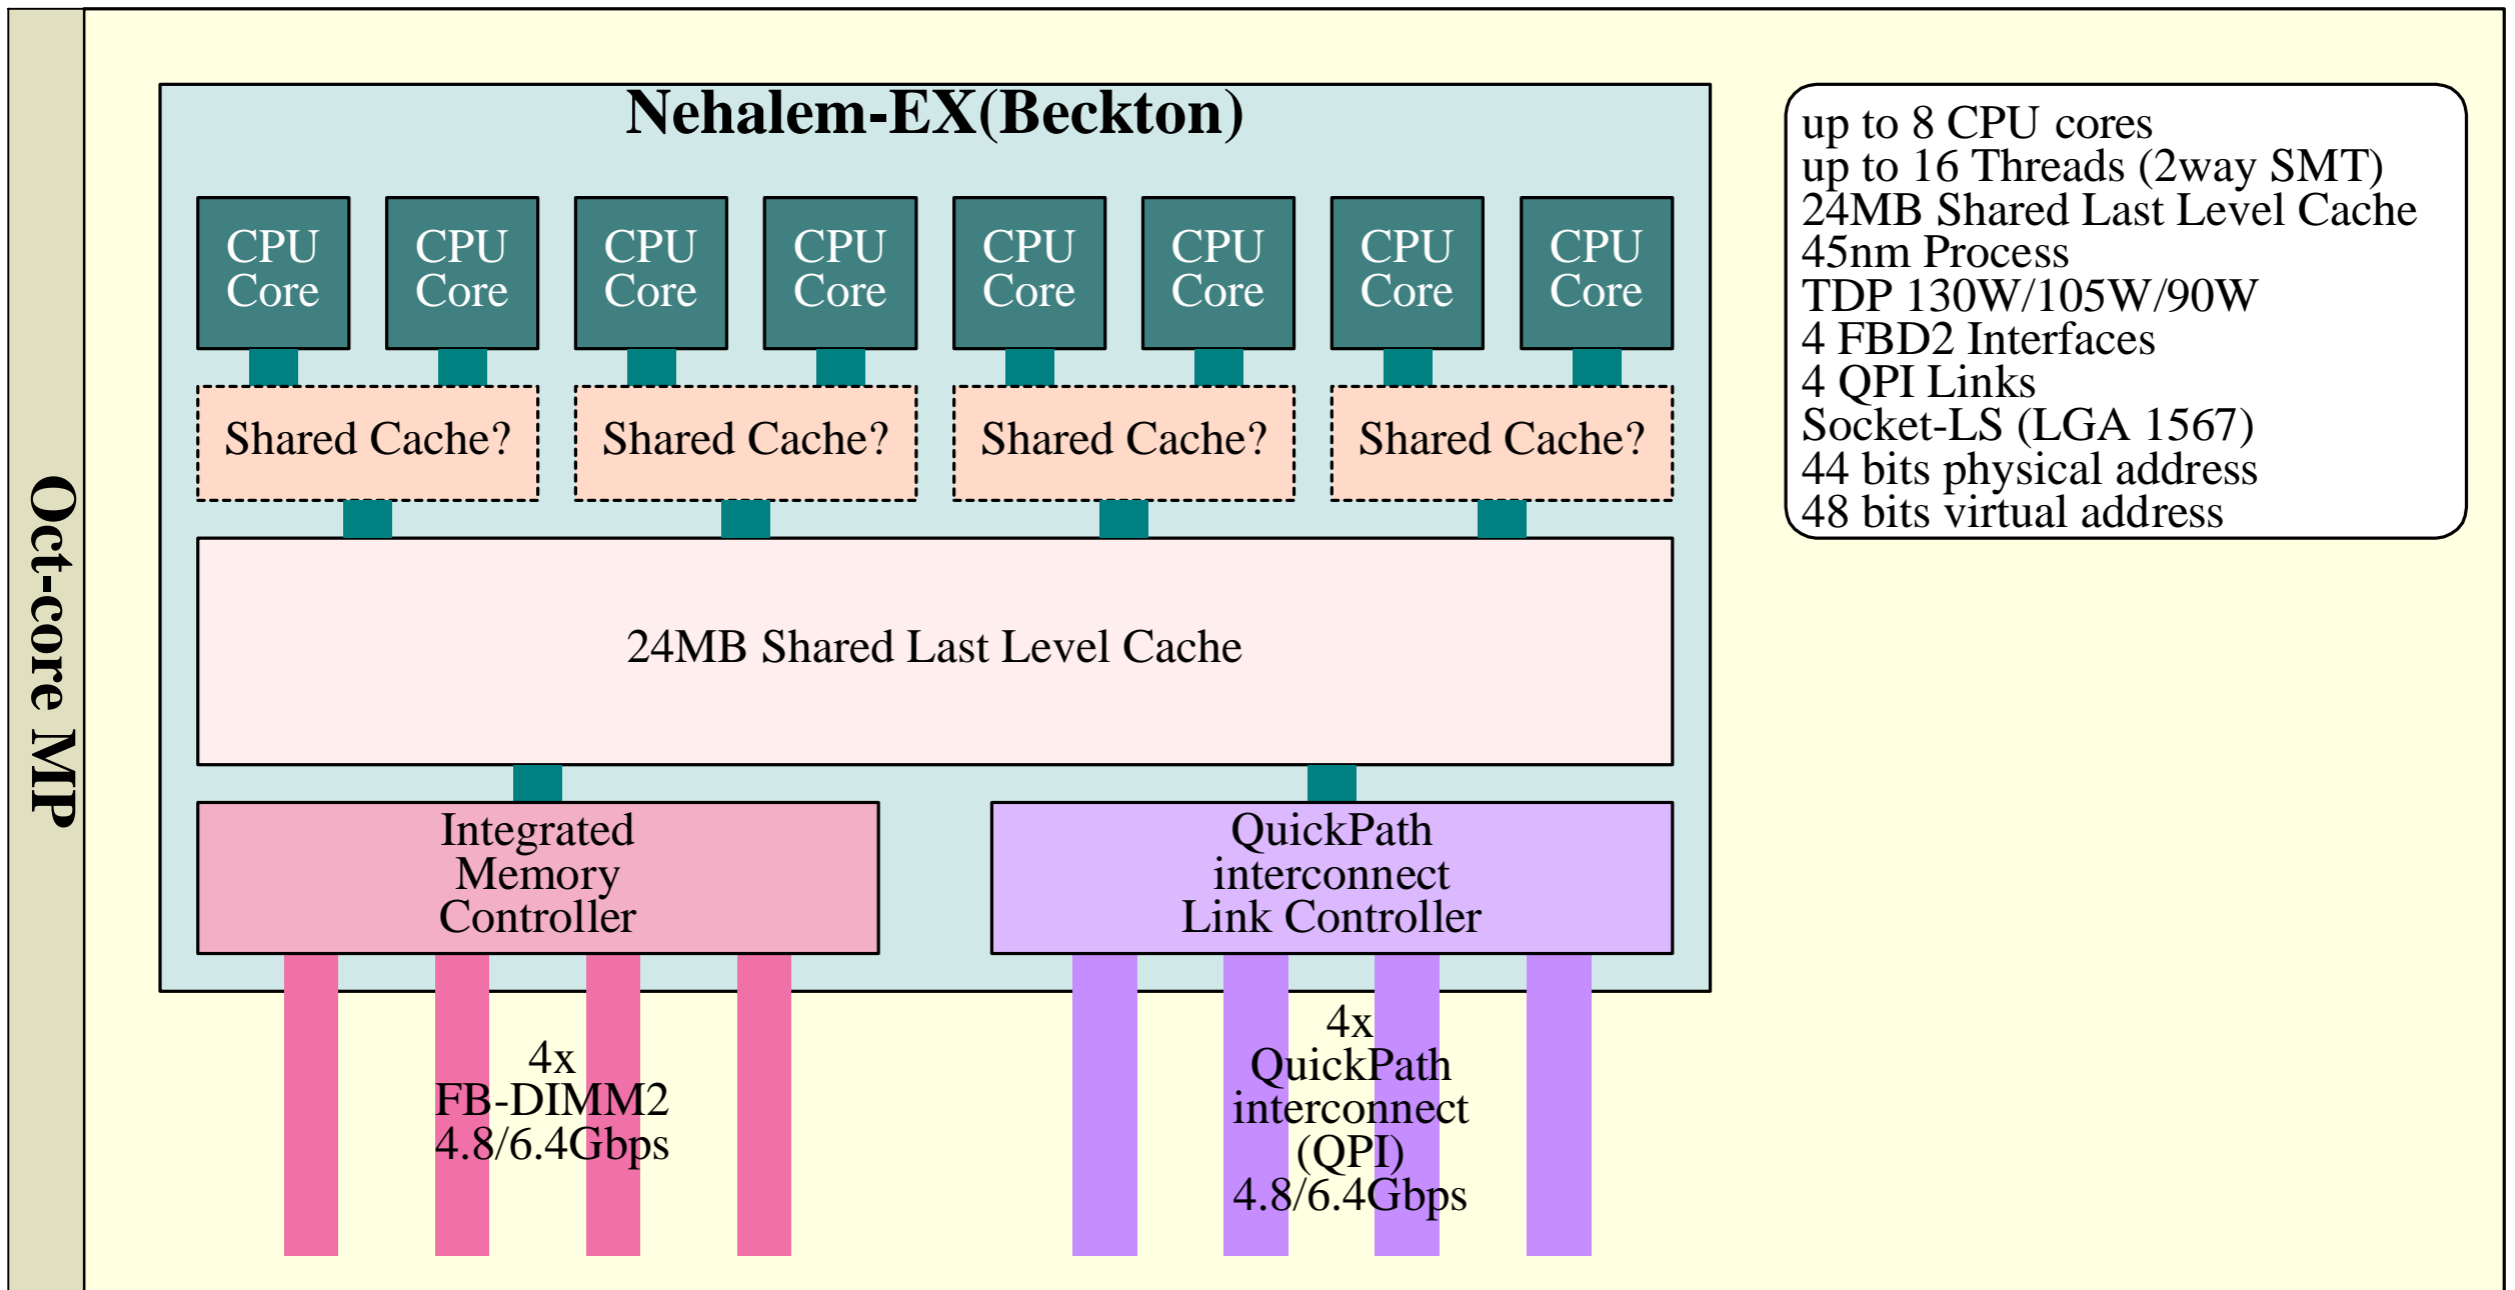 Oct-core MP
Nehalem-EX(Beckton)
CPU
Core
CPU
Core
CPU
Core
CPU
Core
CPU
Core
CPU
Core
CPU
Core
CPU
Core
Shared Cache?
Shared Cache?
Shared Cache?
Shared Cache?
24MB Shared Last Level Cache
Integrated
Memory
Controller
QuickPath
interconnect
Link Controller
4x
FB-DIMM2
4.8/6.4Gbps
4x
QuickPath
interconnect
(QPI)
4.8/6.4Gbps
up to 8 CPU cores
up to 16 Threads (2way SMT)
24MB Shared Last Level Cache
45nm Process
TDP 130W/105W/90W
4 FBD2 Interfaces
4 QPI Links
Socket-LS (LGA 1567)
44 bits physical address
48 bits virtual address